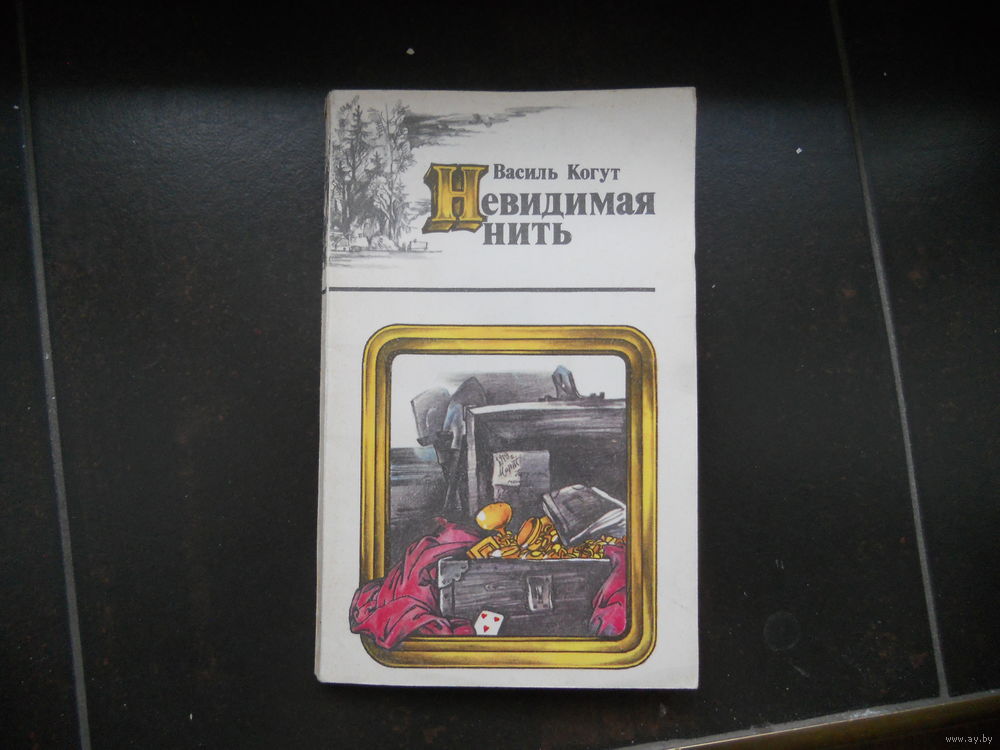 Василь Когут
Невидимая
нить
www.ay.by